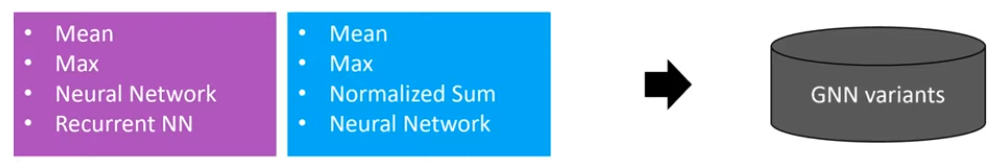 • Mean
• Max
• Neural Network
• Recurrent NN
• Mean
• Max
• Normalized Sum
• Neural Network
GNN variants